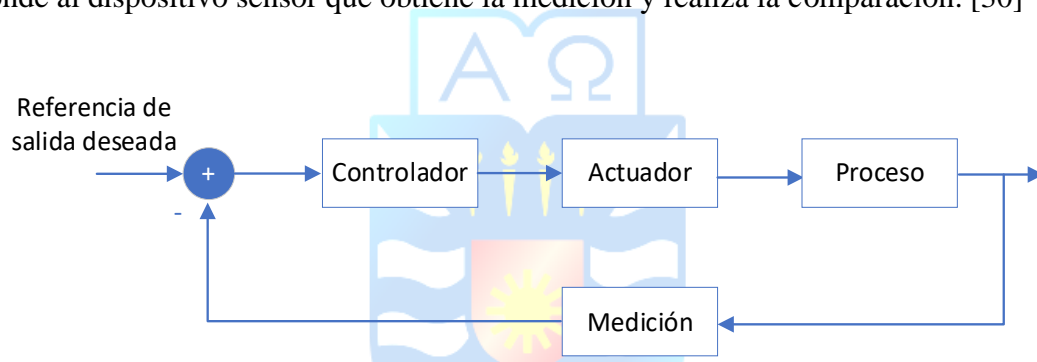 al dispositivo sensor que obtiene la medición y realiza la comparación. [30]
ΑΩ
Referencia de
salida deseada
+
-
Controlador
Actuador
Proceso
Medición